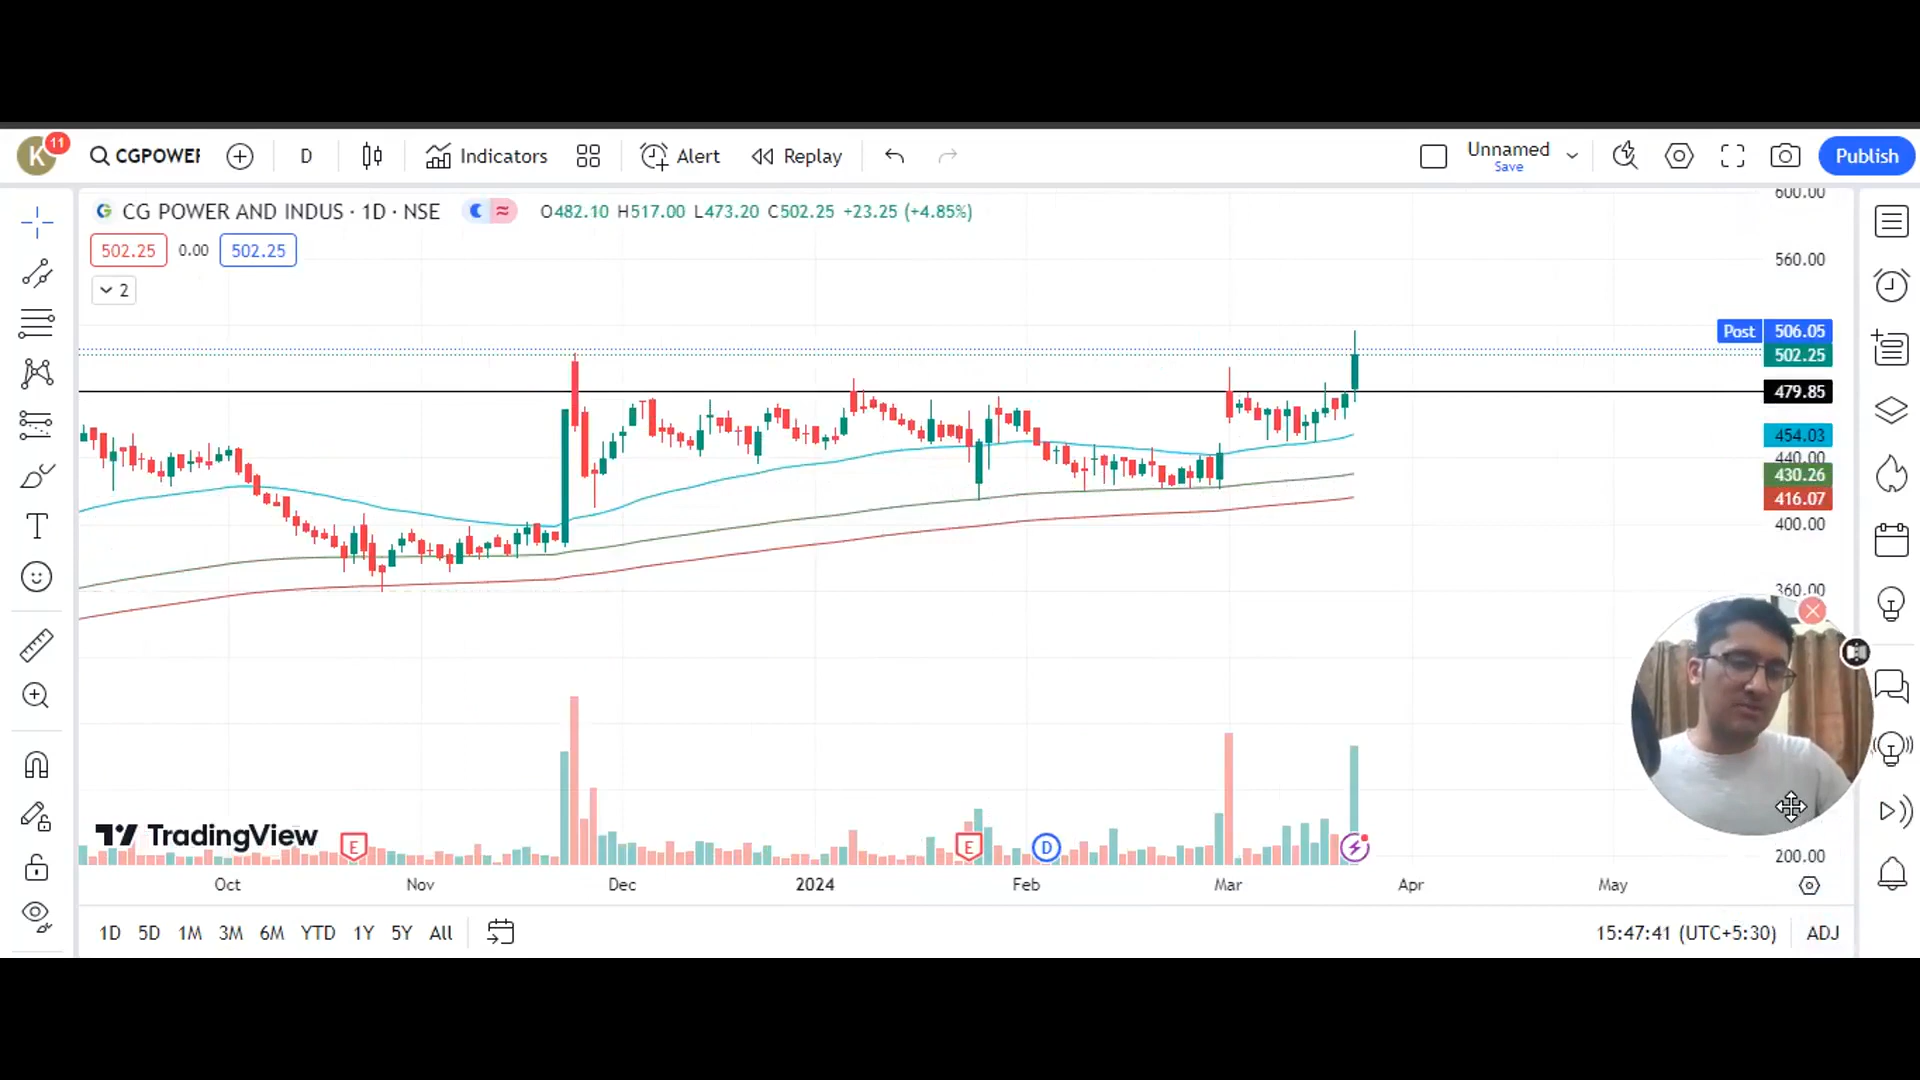 K 11 CGPOWER D Indicators Alert Replay Unnamed Save Publish
CG POWER AND INDUS · 1D · NSE O482.10 H517.00 L473.20 C502.25 +23.25 (+4.85%)
502.25 0.00 502.25
2
600.00
560.00
Post 506.05
502.25
479.85
454.03
440.00
430.26
416.07
400.00
360.00
200.00
TradingView
E E D
Oct Nov Dec 2024 Feb Mar Apr May
1D 5D 1M 3M 6M YTD 1Y 5Y All 15:47:41 (UTC+5:30) ADJ